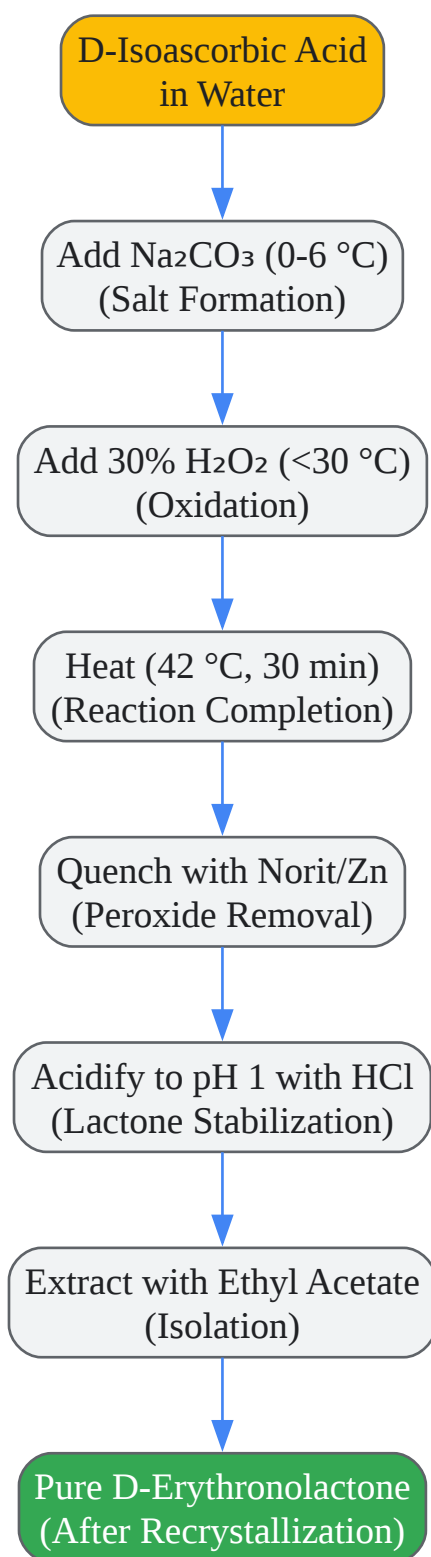 D-Isoascorbic Acid
in Water
Add Na₂CO₃ (0-6 °C)
(Salt Formation)
Add 30% H₂O₂ (<30 °C)
(Oxidation)
Heat (42 °C, 30 min)
(Reaction Completion)
Quench with Norit/Zn
(Peroxide Removal)
Acidify to pH 1 with HCl
(Lactone Stabilization)
Extract with Ethyl Acetate
(Isolation)
Pure D-Erythronolactone
(After Recrystallization)